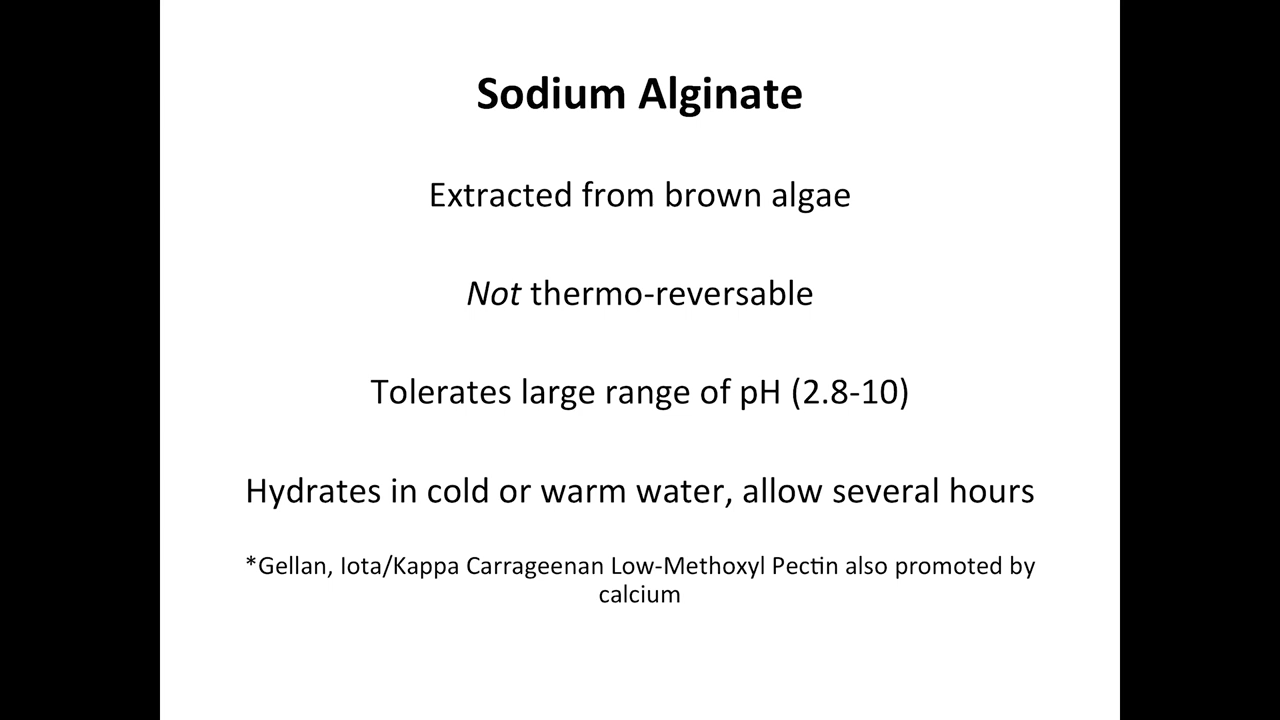 Sodium Alginate
Extracted from brown algae
Not thermo-reversable
Tolerates large range of pH (2.8-10)
Hydrates in cold or warm water, allow several hours
*Gellan, Iota/Kappa Carrageenan Low-Methoxyl Pectin also promoted by
calcium